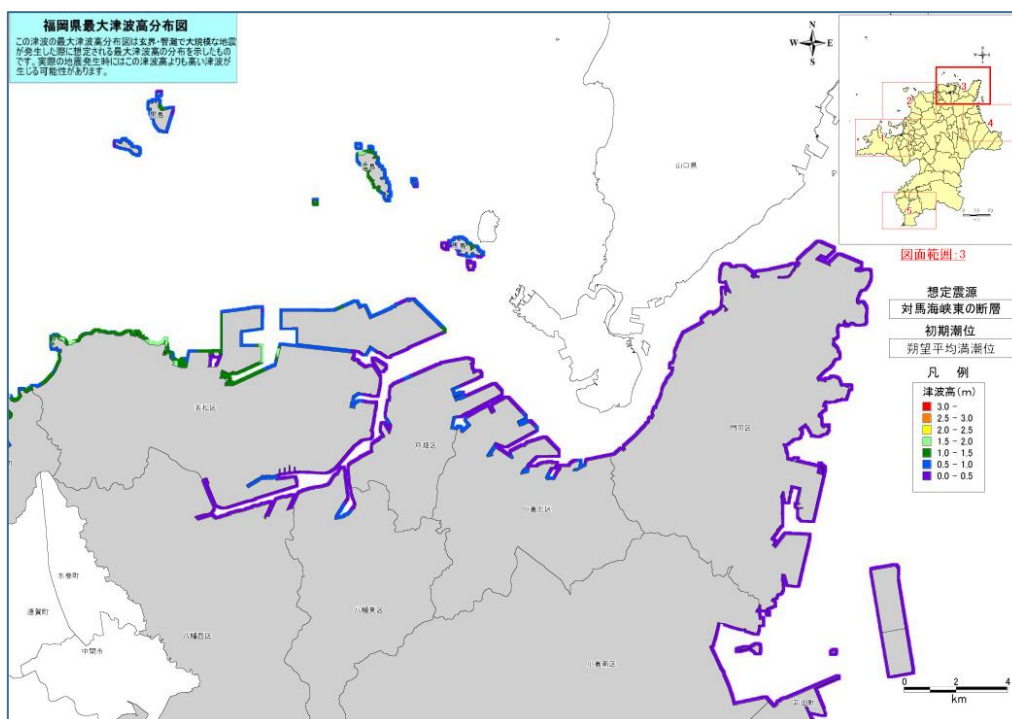 福岡県最大津波高分布図
この津波の最大津波高分布図は玄界・響灘で大規模な地震
が発生した際に想定される最大津波高の分布を示したもの
です。実際の地震発生時にはこの津波高よりも高い津波が
生じる可能性があります。
N
W E
S
山口県
3
2
4
1
5
図面範囲:3
想定震源
対馬海峡東の断層
初期潮位
朔望平均満潮位
凡 例
津波高(m)
3.0 -
2.5 - 3.0
2.0 - 2.5
1.5 - 2.0
1.0 - 1.5
0.5 - 1.0
0.0 - 0.5
若松区
戸畑区
門司区
小倉北区
水巻町
遠賀町
中間市
八幡西区
八幡東区
小倉南区
苅田町
0 2 4
km